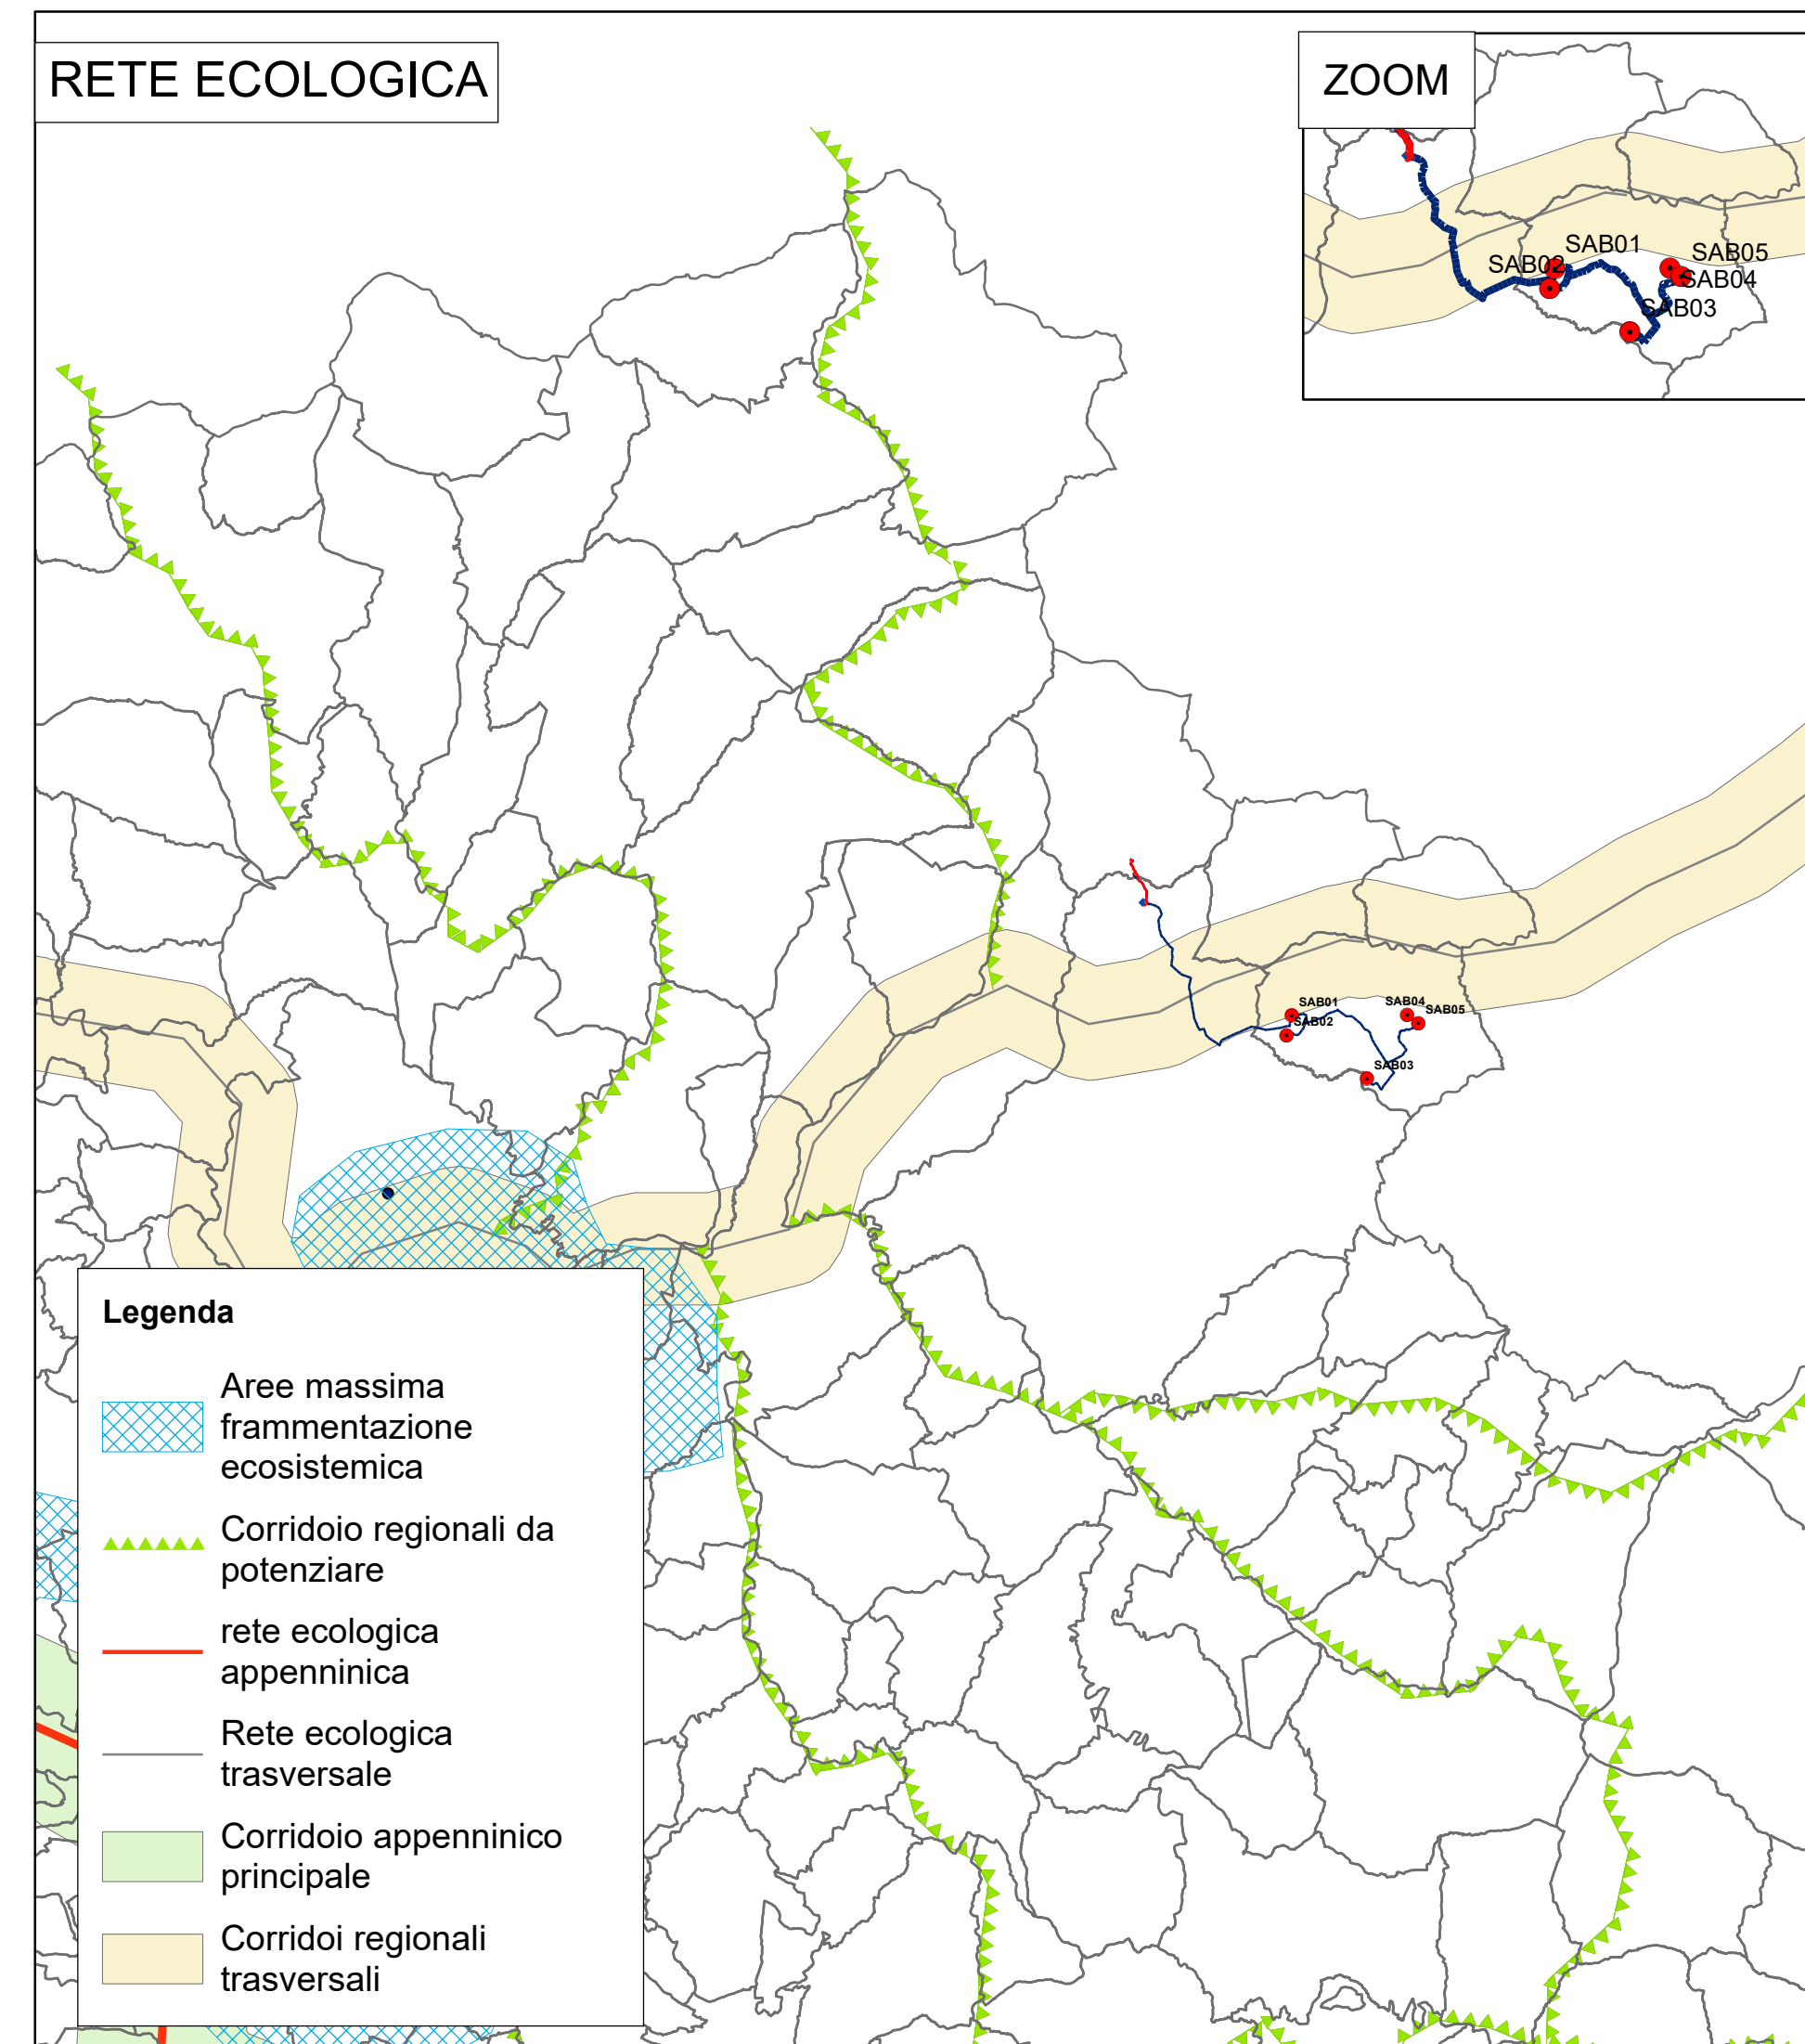 RETE ECOLOGICA
ZOOM
SAB01
SAB02
SAB05
SAB04
SAB03
SAB01
SAB02
SAB04
SAB05
SAB03
Legenda
Aree massima
frammentazione
ecosistemica
Corridoio regionali da
potenziare
rete ecologica
appenninica
Rete ecologica
trasversale
Corridoio appenninico
principale
Corridoi regionali
trasversali